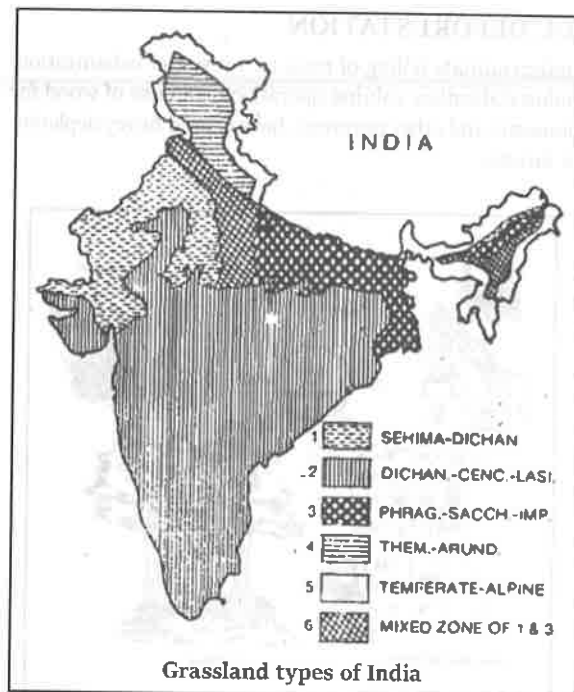 INDIA
1 SEHIMA-DICHAN
2 DICHAN.-CENC.-LASI.
3 PHRAG.-SACCH.-IMP.
4 THEM.-ARUND.
5 TEMPERATE-ALPINE
6 MIXED ZONE OF 1 & 3
Grassland types of India